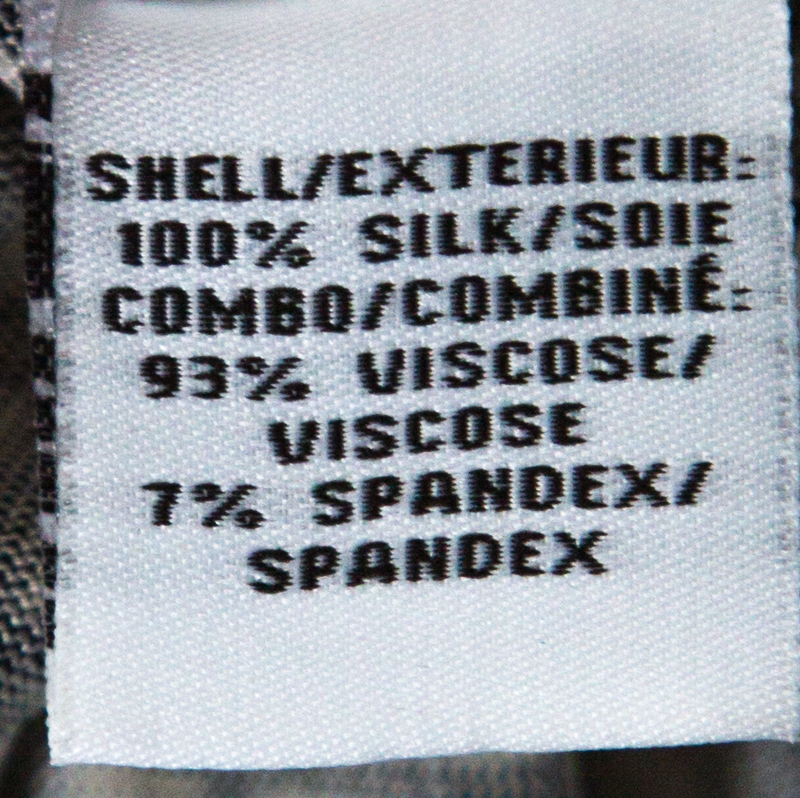 SHELL/EXTERIEUR:
100% SILK/SOIE
COMBO/COMBINÉ:
93% VISCOSE/
VISCOSE
7% SPANDEX/
SPANDEX